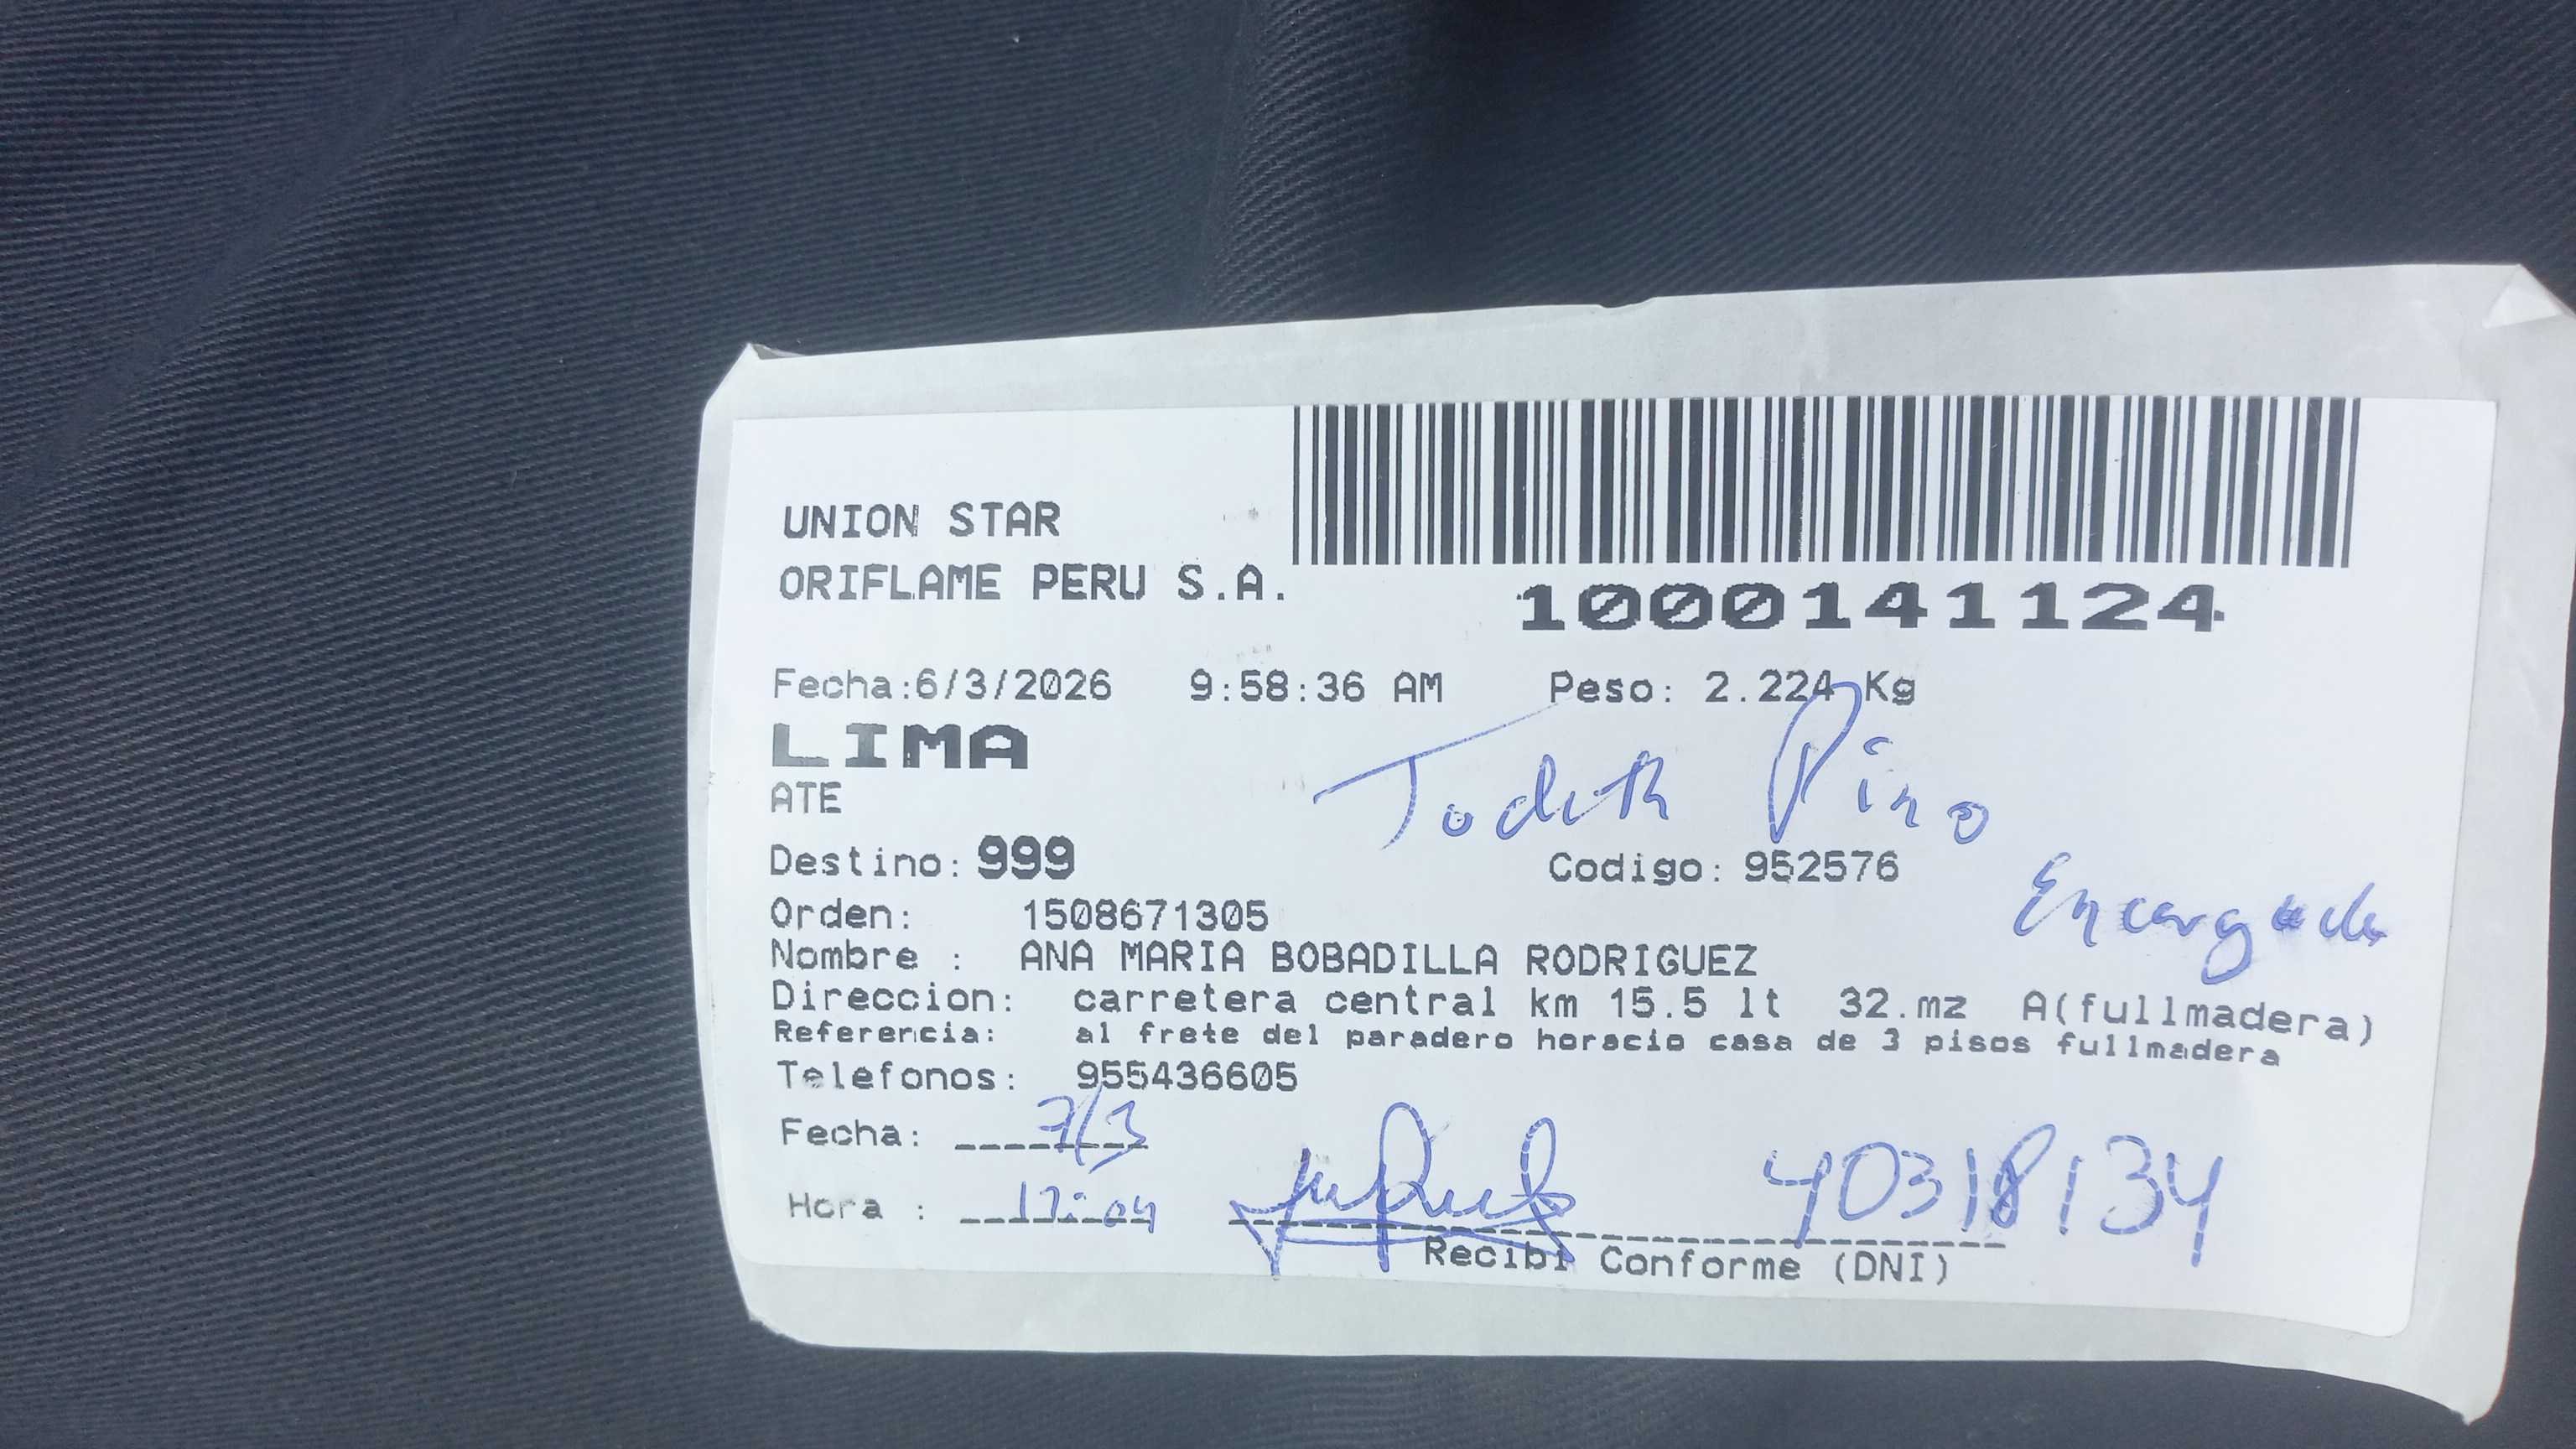 UNION STAR
ORIFLAME PERU S.A.
1000141124
Fecha:6/3/2026 9:58:36 AM Peso: 2.224 Kg
LIMA
ATE
Judith Pino
Destino: 999 Codigo: 952576
Encargada
Orden: 1508671305
Nombre : ANA MARIA BOBADILLA RODRIGUEZ
Direccion: carretera central km 15.5 lt 32.mz A(fullmadera)
Referencia: al frete del paradero horacio casa de 3 pisos fullmadera
Telefonos: 955436605
Fecha: 7/3
Hora : 40318134
Recibi Conforme (DNI)